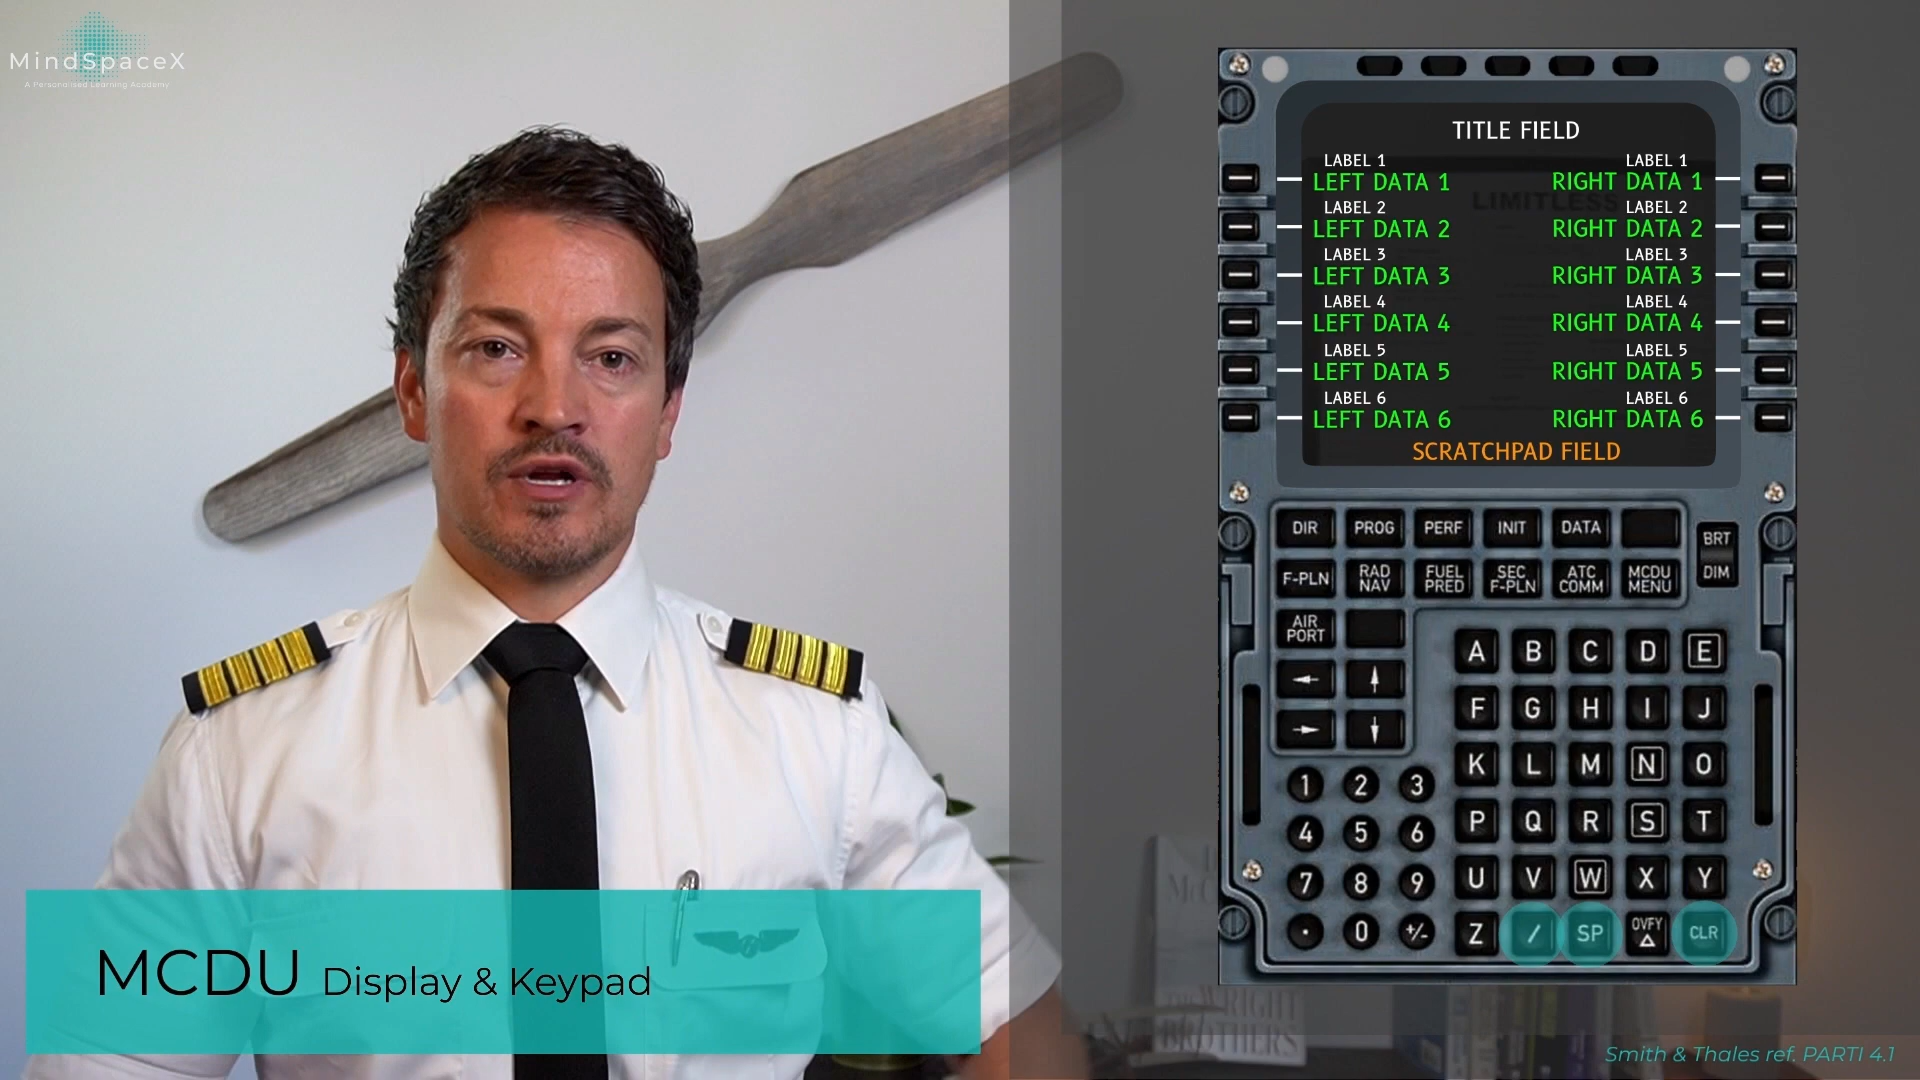 MindSpaceX
A Personalised Learning Academy
TITLE FIELD
LABEL 1 LABEL 1
LEFT DATA 1 RIGHT DATA 1
LIMITLESS
LABEL 2 LABEL 2
LEFT DATA 2 RIGHT DATA 2
LABEL 3 LABEL 3
LEFT DATA 3 RIGHT DATA 3
LABEL 4 LABEL 4
LEFT DATA 4 RIGHT DATA 4
LABEL 5 LABEL 5
LEFT DATA 5 RIGHT DATA 5
LABEL 6 LABEL 6
LEFT DATA 6 RIGHT DATA 6
SCRATCHPAD FIELD
DIR PROG PERF INIT DATA
BRT
DIM
F-PLN RAD NAV FUEL PRED SEC F-PLN ATC COMM MCDU MENU
AIR PORT
← ↑
→ ↓
A B C D E
F G H I J
K L M N O
P Q R S T
U V W X Y
Z / SP OVFY △ CLR
1 2 3
4 5 6
7 8 9
. 0 +/-
MCDU Display & Keypad
WRIGHT
BROTHERS
Smith & Thales ref. PARTI 4.1